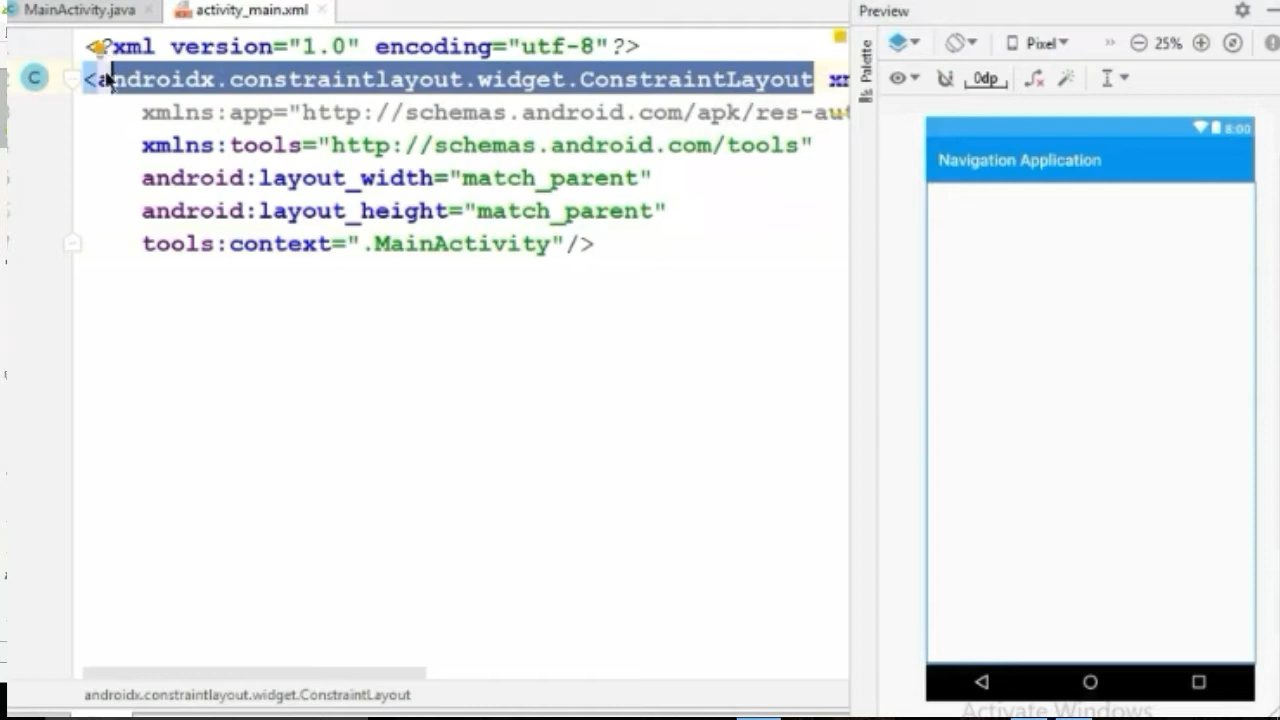 MainActivity.java
activity_main.xml
<?xml version="1.0" encoding="utf-8"?>
<androidx.constraintlayout.widget.ConstraintLayout
xmlns:app="http://schemas.android.com/apk/res-aut
xmlns:tools="http://schemas.android.com/tools"
android:layout_width="match_parent"
android:layout_height="match_parent"
tools:context=".MainActivity"/>
androidx.constraintlayout.widget.ConstraintLayout
C
Preview
Palette
Pixel
25%
0dp
8:00
Navigation Application
Activate Windows